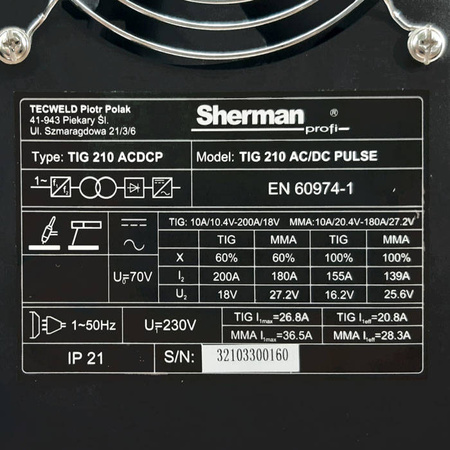 TECWELD Piotr Polak
41-943 Piekary Śl.
Ul. Szmaragdowa 21/3/6
Sherman ®
profi
Type: TIG 210 ACDCP
Model: TIG 210 AC/DC PULSE
1~ f1 f2
EN 60974-1
TIG: 10A/10.4V-200A/18V MMA:10A/20.4V-180A/27.2V
TIG MMA TIG MMA
X 60% 60% 100% 100%
U0=70V
I2 200A 180A 155A 139A
U2 18V 27.2V 16.2V 25.6V
1~50Hz
U=230V
TIG I1max=26.8A TIG I1eff=20.8A
MMA I1max=36.5A MMA I1eff=28.3A
IP 21
S/N: 32103300160